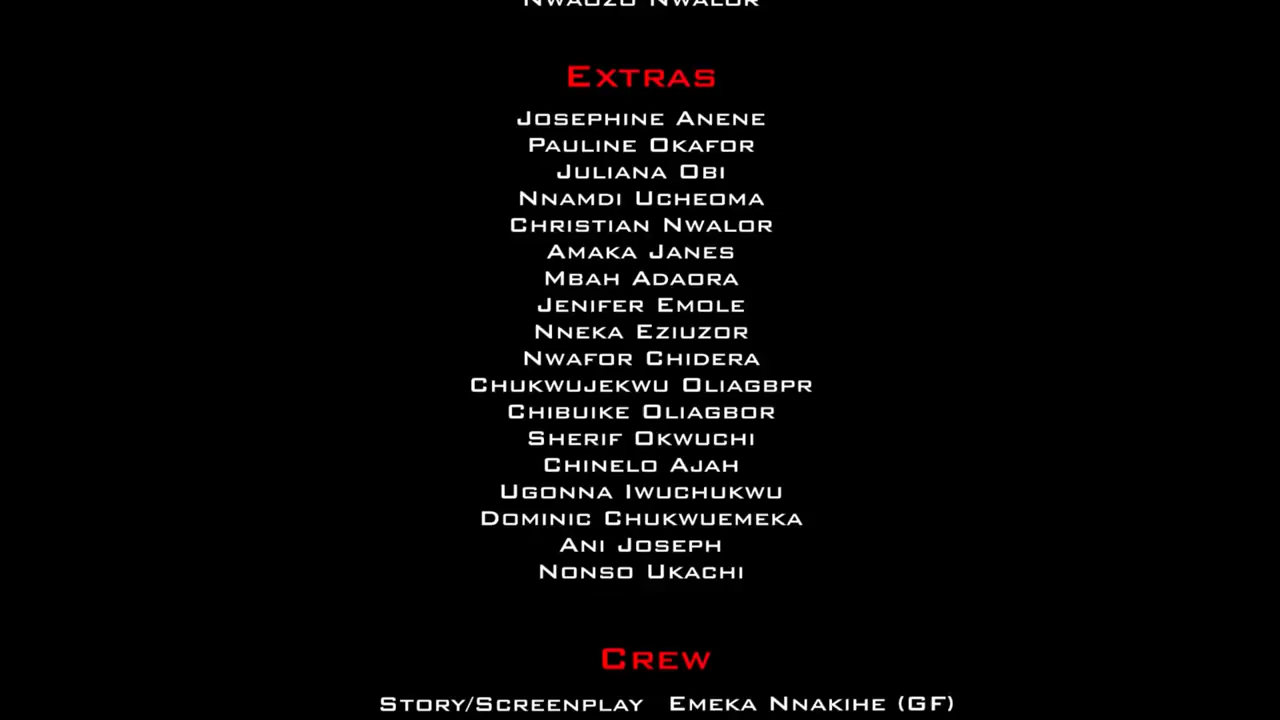 Nwauzu Nwalor
Extras
Josephine Anene
Pauline Okafor
Juliana Obi
Nnamdi Ucheoma
Christian Nwalor
Amaka Janes
Mbah Adaora
Jenifer Emole
Nneka Eziuzor
Nwafor Chidera
Chukwujekwu Oliagbpr
Chibuike Oliagbor
Sherif Okwuchi
Chinelo Ajah
Ugonna Iwuchukwu
Dominic Chukwuemeka
Ani Joseph
Nonso Ukachi
Crew
Story/Screenplay Emeka Nnakihe (GF)